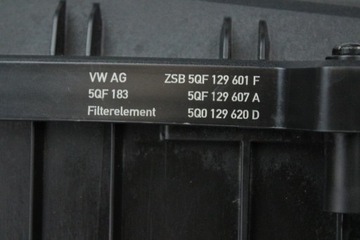 VW AG ZSB 5QF 129 601 F
5QF 183 5QF 129 607 A
Filterelement 5Q0 129 620 D